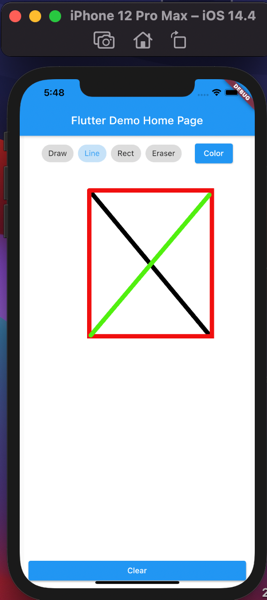 iPhone 12 Pro Max – iOS 14.4
5:48
DEBUG
Flutter Demo Home Page
Draw Line Rect Eraser Color
Clear
2